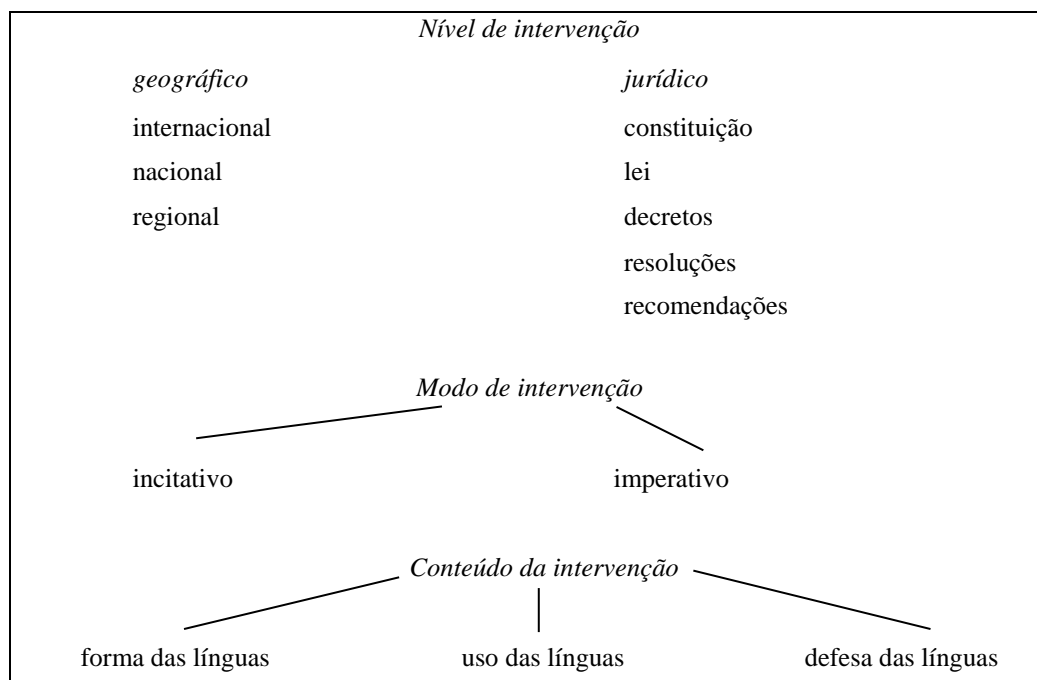 Nível de intervenção
geográfico jurídico
internacional constituição
nacional lei
regional decretos
resoluções
recomendações
Modo de intervenção
incitativo imperativo
Conteúdo da intervenção
forma das línguas uso das línguas defesa das línguas